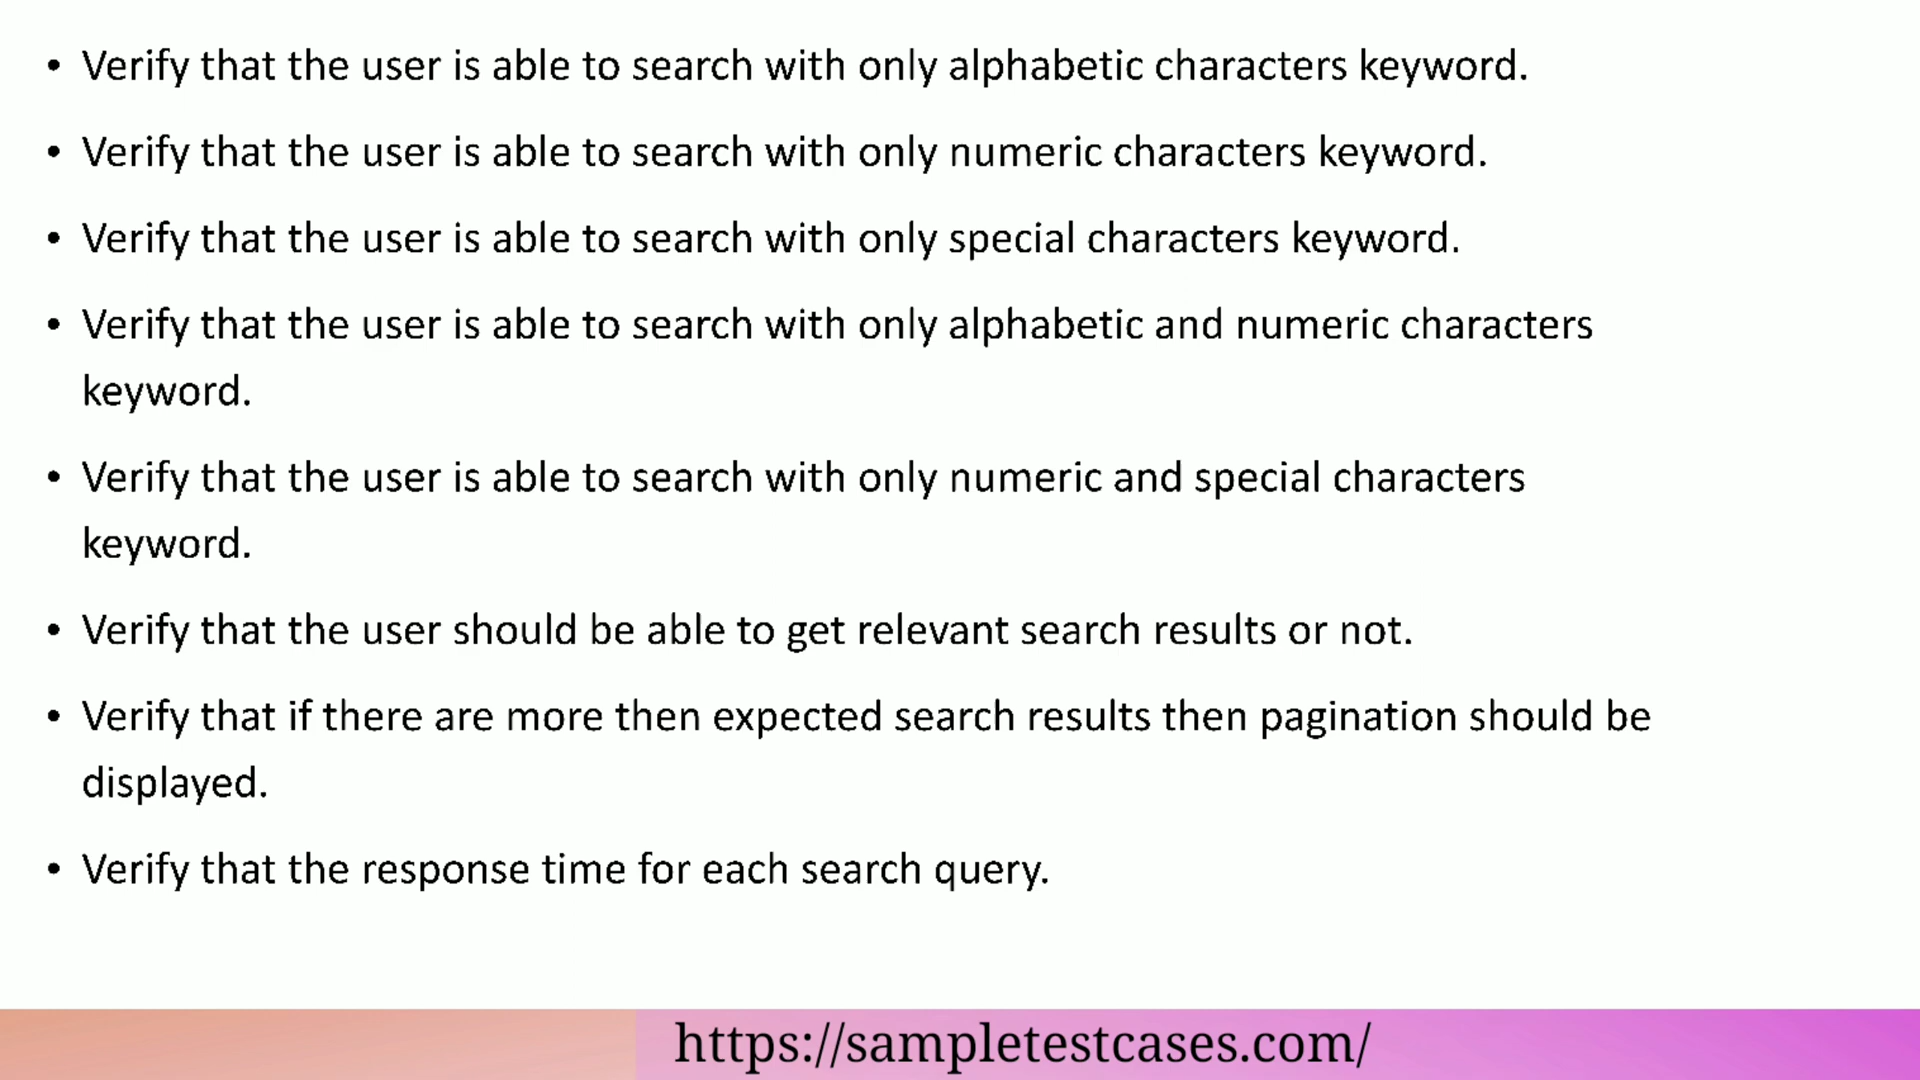 • Verify that the user is able to search with only alphabetic characters keyword.
• Verify that the user is able to search with only numeric characters keyword.
• Verify that the user is able to search with only special characters keyword.
• Verify that the user is able to search with only alphabetic and numeric characters
keyword.
• Verify that the user is able to search with only numeric and special characters
keyword.
• Verify that the user should be able to get relevant search results or not.
• Verify that if there are more then expected search results then pagination should be
displayed.
• Verify that the response time for each search query.
https://sampletestcases.com/